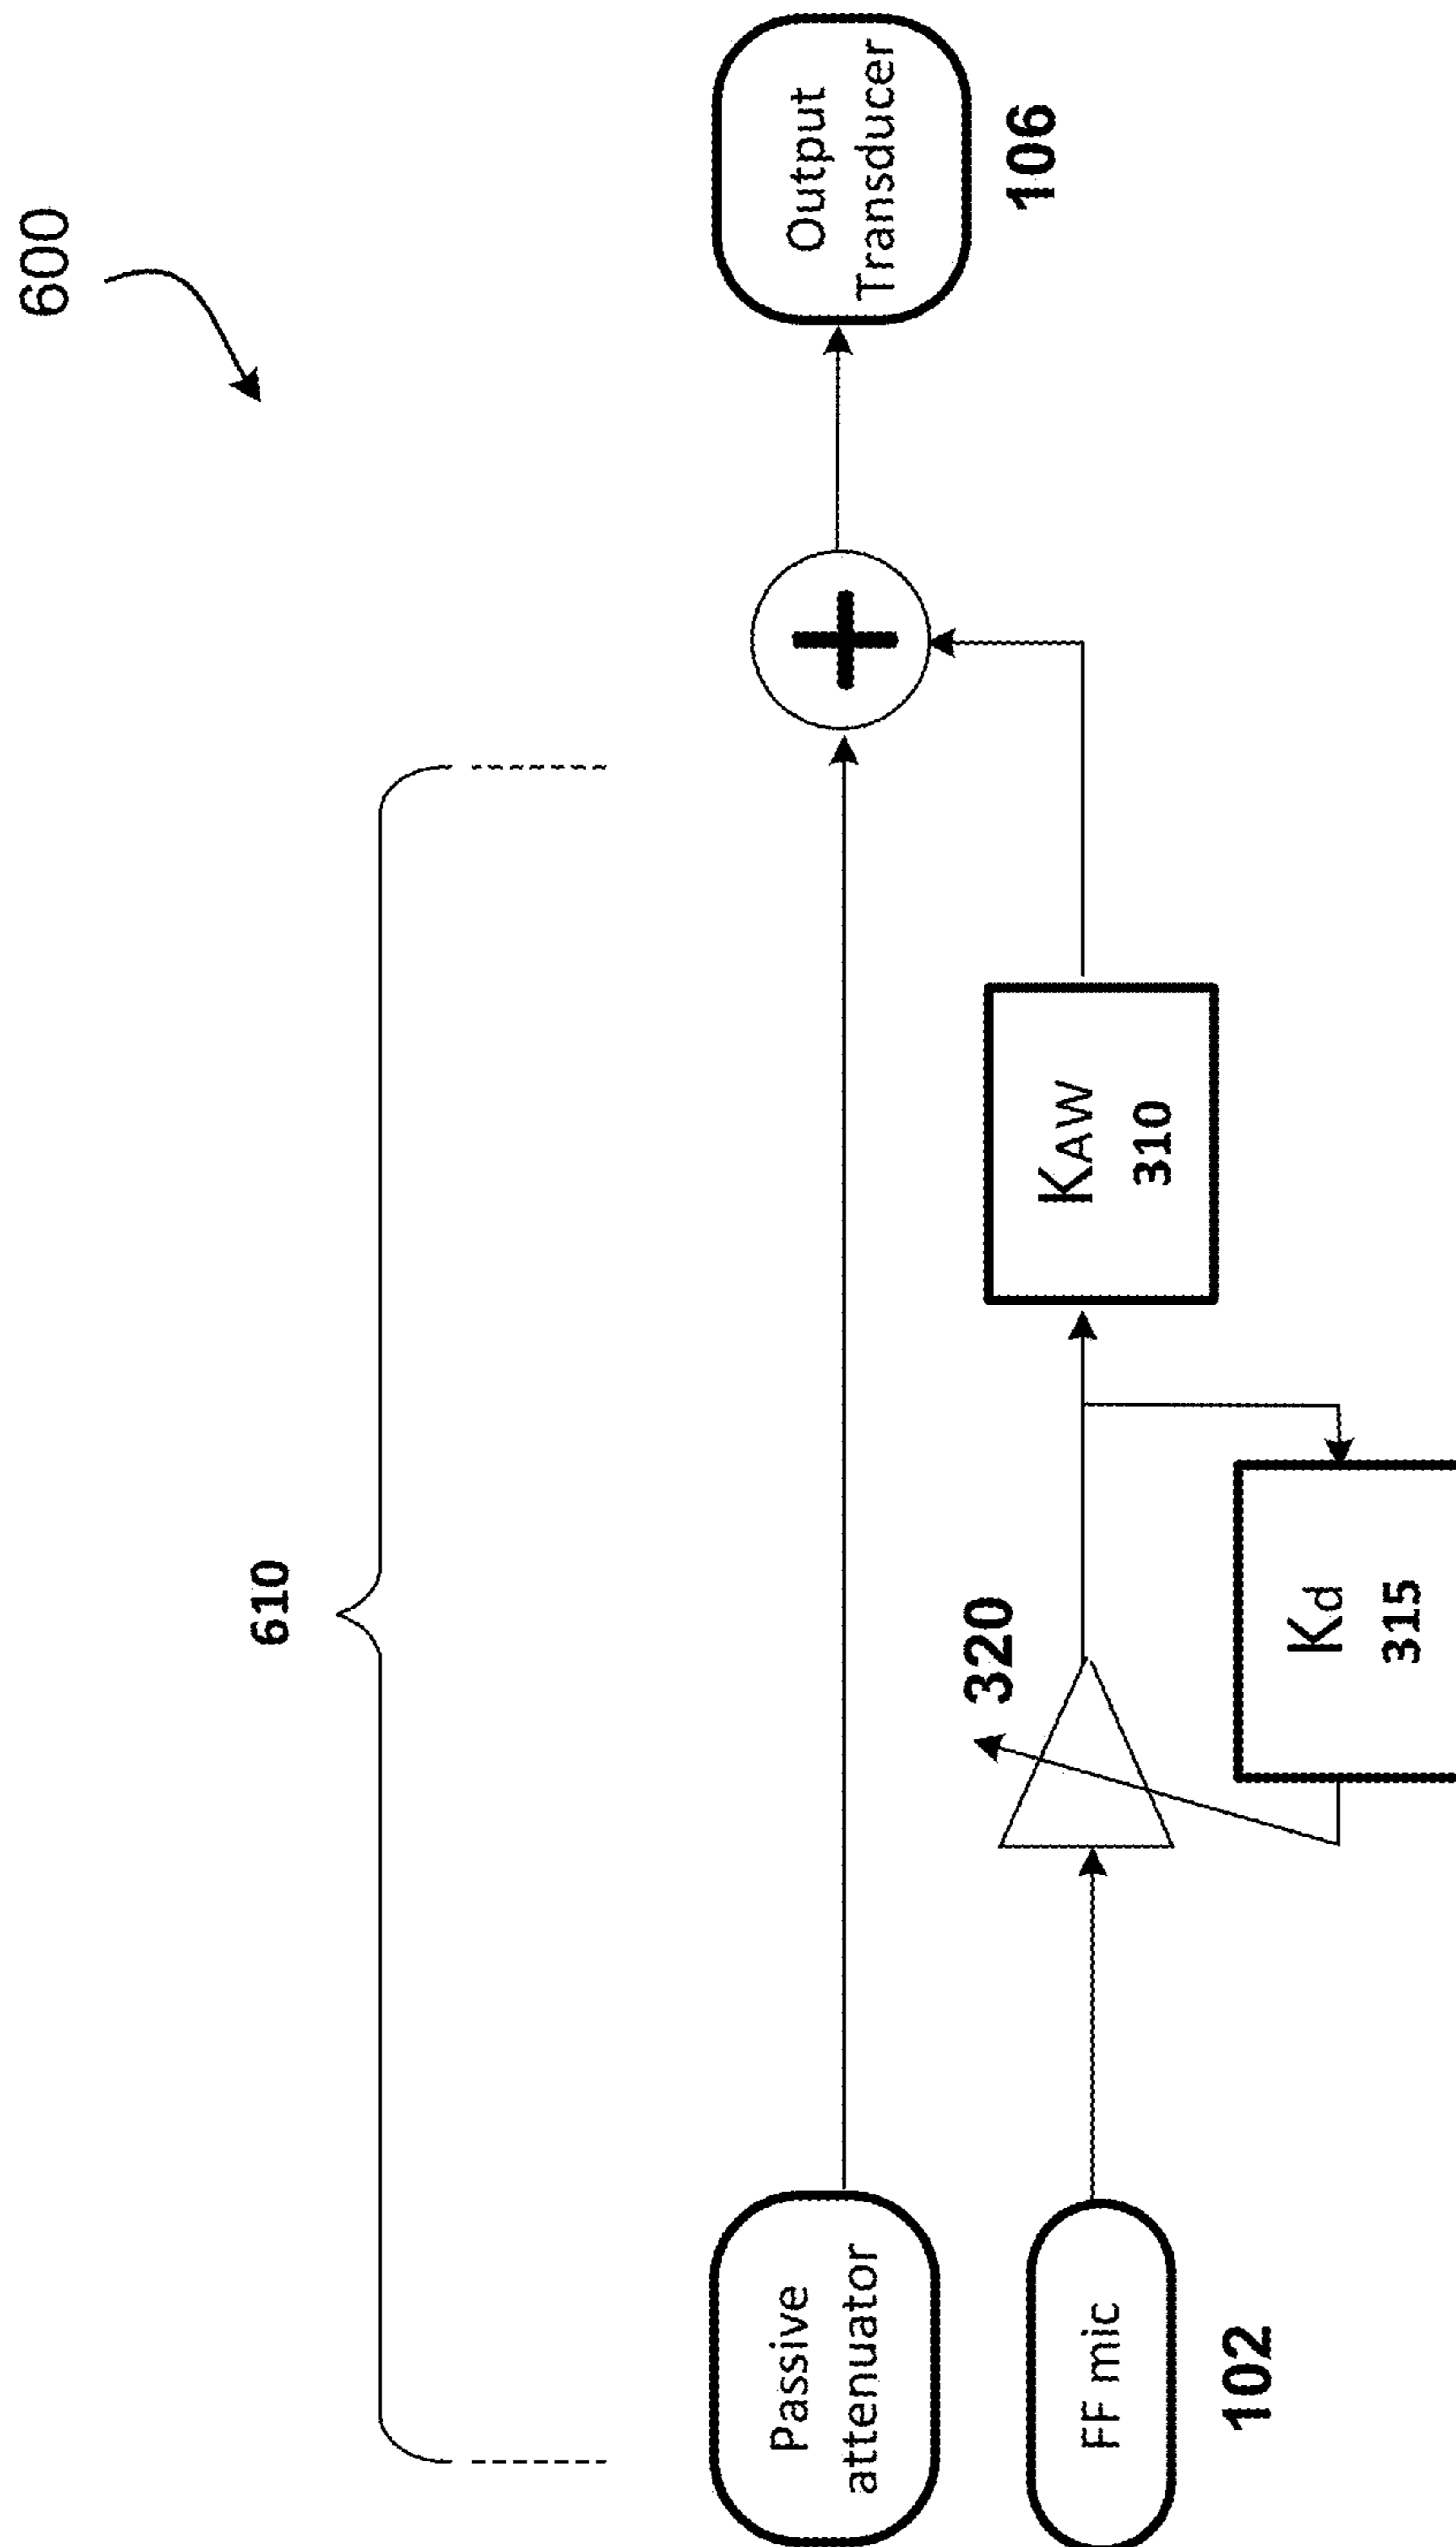 600
610
Passive
attenuator
Output
Transducer
106
FF mic
102
320
KAW
310
Kd
315